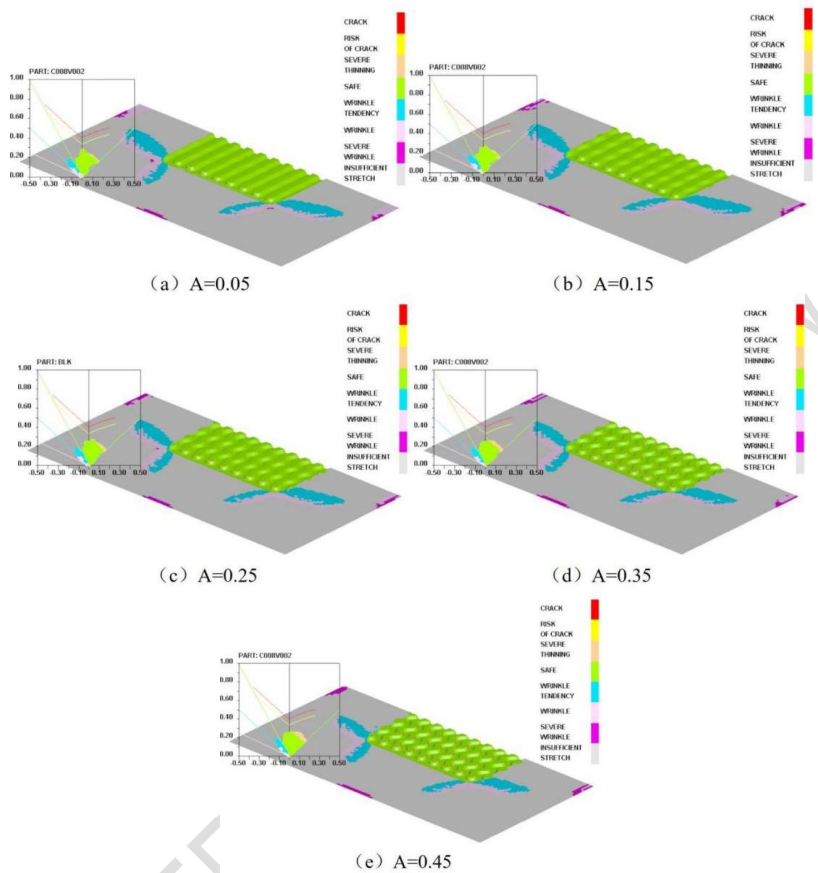 CRACK
RISK
OF CRACK
SEVERE
THINNING
SAFE
WRINKLE
TENDENCY
WRINKLE
SEVERE
WRINKLE
INSUFFICIENT
STRETCH
PART: C008V002
1.00
0.80
0.60
0.40
0.20
0.00
-0.50 -0.30 -0.10 0.10 0.30 0.50
(a) A=0.05
CRACK
RISK
OF CRACK
SEVERE
THINNING
SAFE
WRINKLE
TENDENCY
WRINKLE
SEVERE
WRINKLE
INSUFFICIENT
STRETCH
PART: C008V002
1.00
0.80
0.60
0.40
0.20
0.00
-0.50 -0.30 -0.10 0.10 0.30 0.50
(b) A=0.15
CRACK
RISK
OF CRACK
SEVERE
THINNING
SAFE
WRINKLE
TENDENCY
WRINKLE
SEVERE
WRINKLE
INSUFFICIENT
STRETCH
PART: BLK
1.00
0.80
0.60
0.40
0.20
0.00
-0.50 -0.30 -0.10 0.10 0.30 0.50
(c) A=0.25
CRACK
RISK
OF CRACK
SEVERE
THINNING
SAFE
WRINKLE
TENDENCY
WRINKLE
SEVERE
WRINKLE
INSUFFICIENT
STRETCH
PART: C008V002
1.00
0.80
0.60
0.40
0.20
0.00
-0.50 -0.30 -0.10 0.10 0.30 0.50
(d) A=0.35
CRACK
RISK
OF CRACK
SEVERE
THINNING
SAFE
WRINKLE
TENDENCY
WRINKLE
SEVERE
WRINKLE
INSUFFICIENT
STRETCH
PART: C008V002
1.00
0.80
0.60
0.40
0.20
0.00
-0.50 -0.30 -0.10 0.10 0.30 0.50
(e) A=0.45